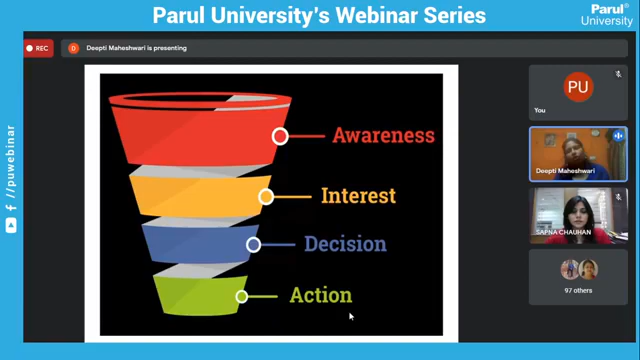 Parul University's Webinar Series
Parul®
University
REC
D
Deepti Maheshwari is presenting
Awareness
Interest
Decision
Action
PU
You
Deepti Maheshwari
SAPNA CHAUHAN
97 others
f //puwebinar